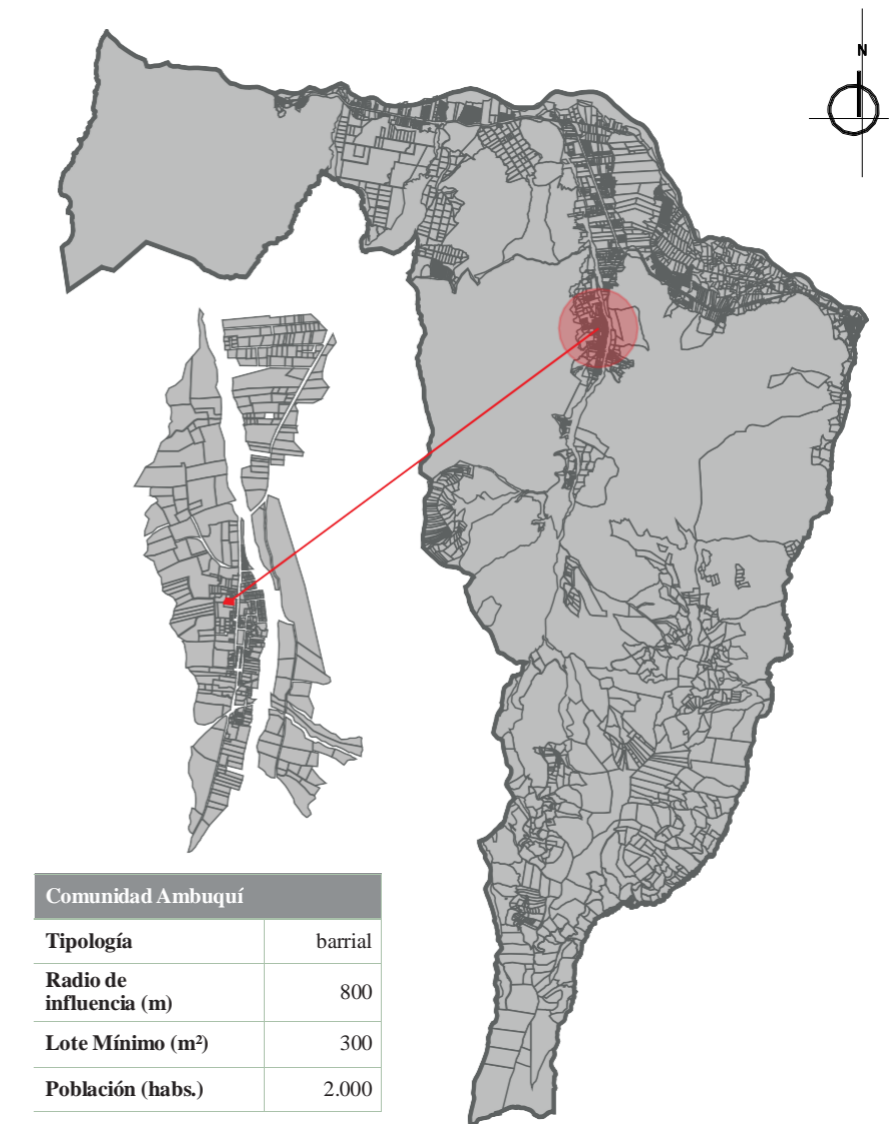 N
Comunidad Ambuquí
Tipología barrial
Radio de
influencia (m) 800
Lote Mínimo (m²) 300
Población (habs.) 2.000